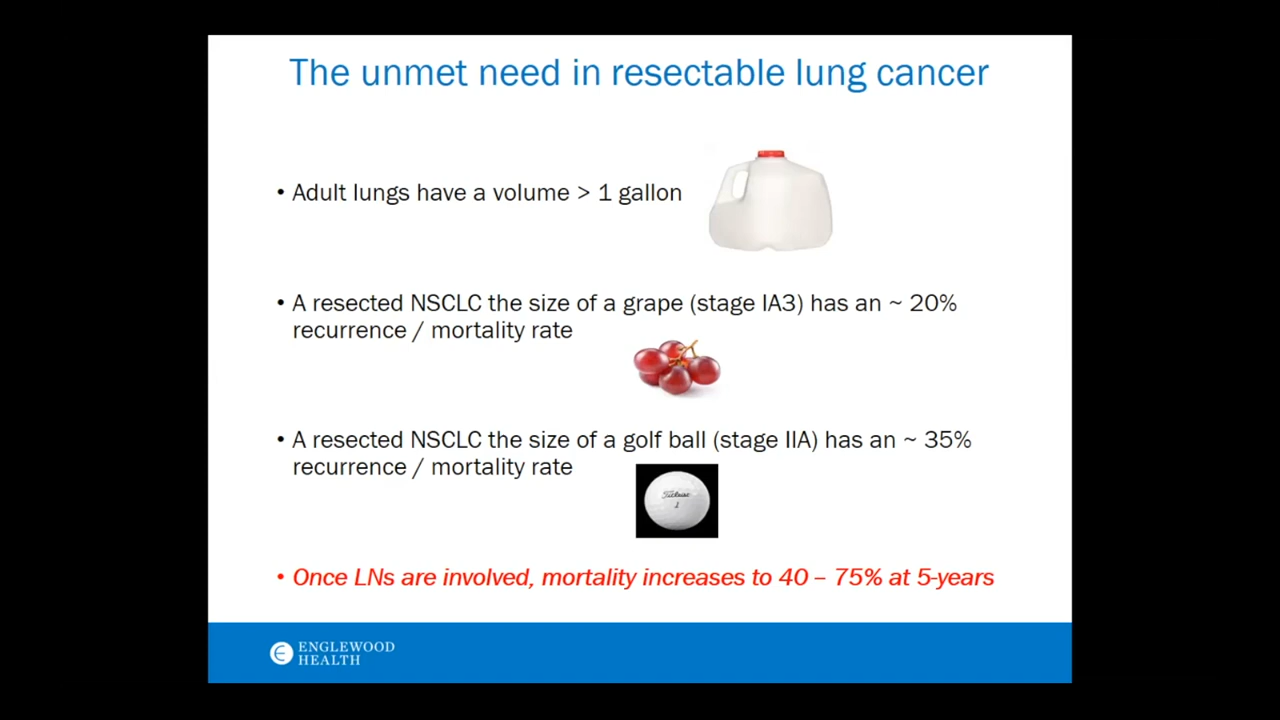 The unmet need in resectable lung cancer
• Adult lungs have a volume > 1 gallon
• A resected NSCLC the size of a grape (stage IA3) has an ~ 20%
recurrence / mortality rate
• A resected NSCLC the size of a golf ball (stage IIA) has an ~ 35%
recurrence / mortality rate
Titleist
1
• Once LNs are involved, mortality increases to 40 – 75% at 5-years
ENGLEWOOD
HEALTH